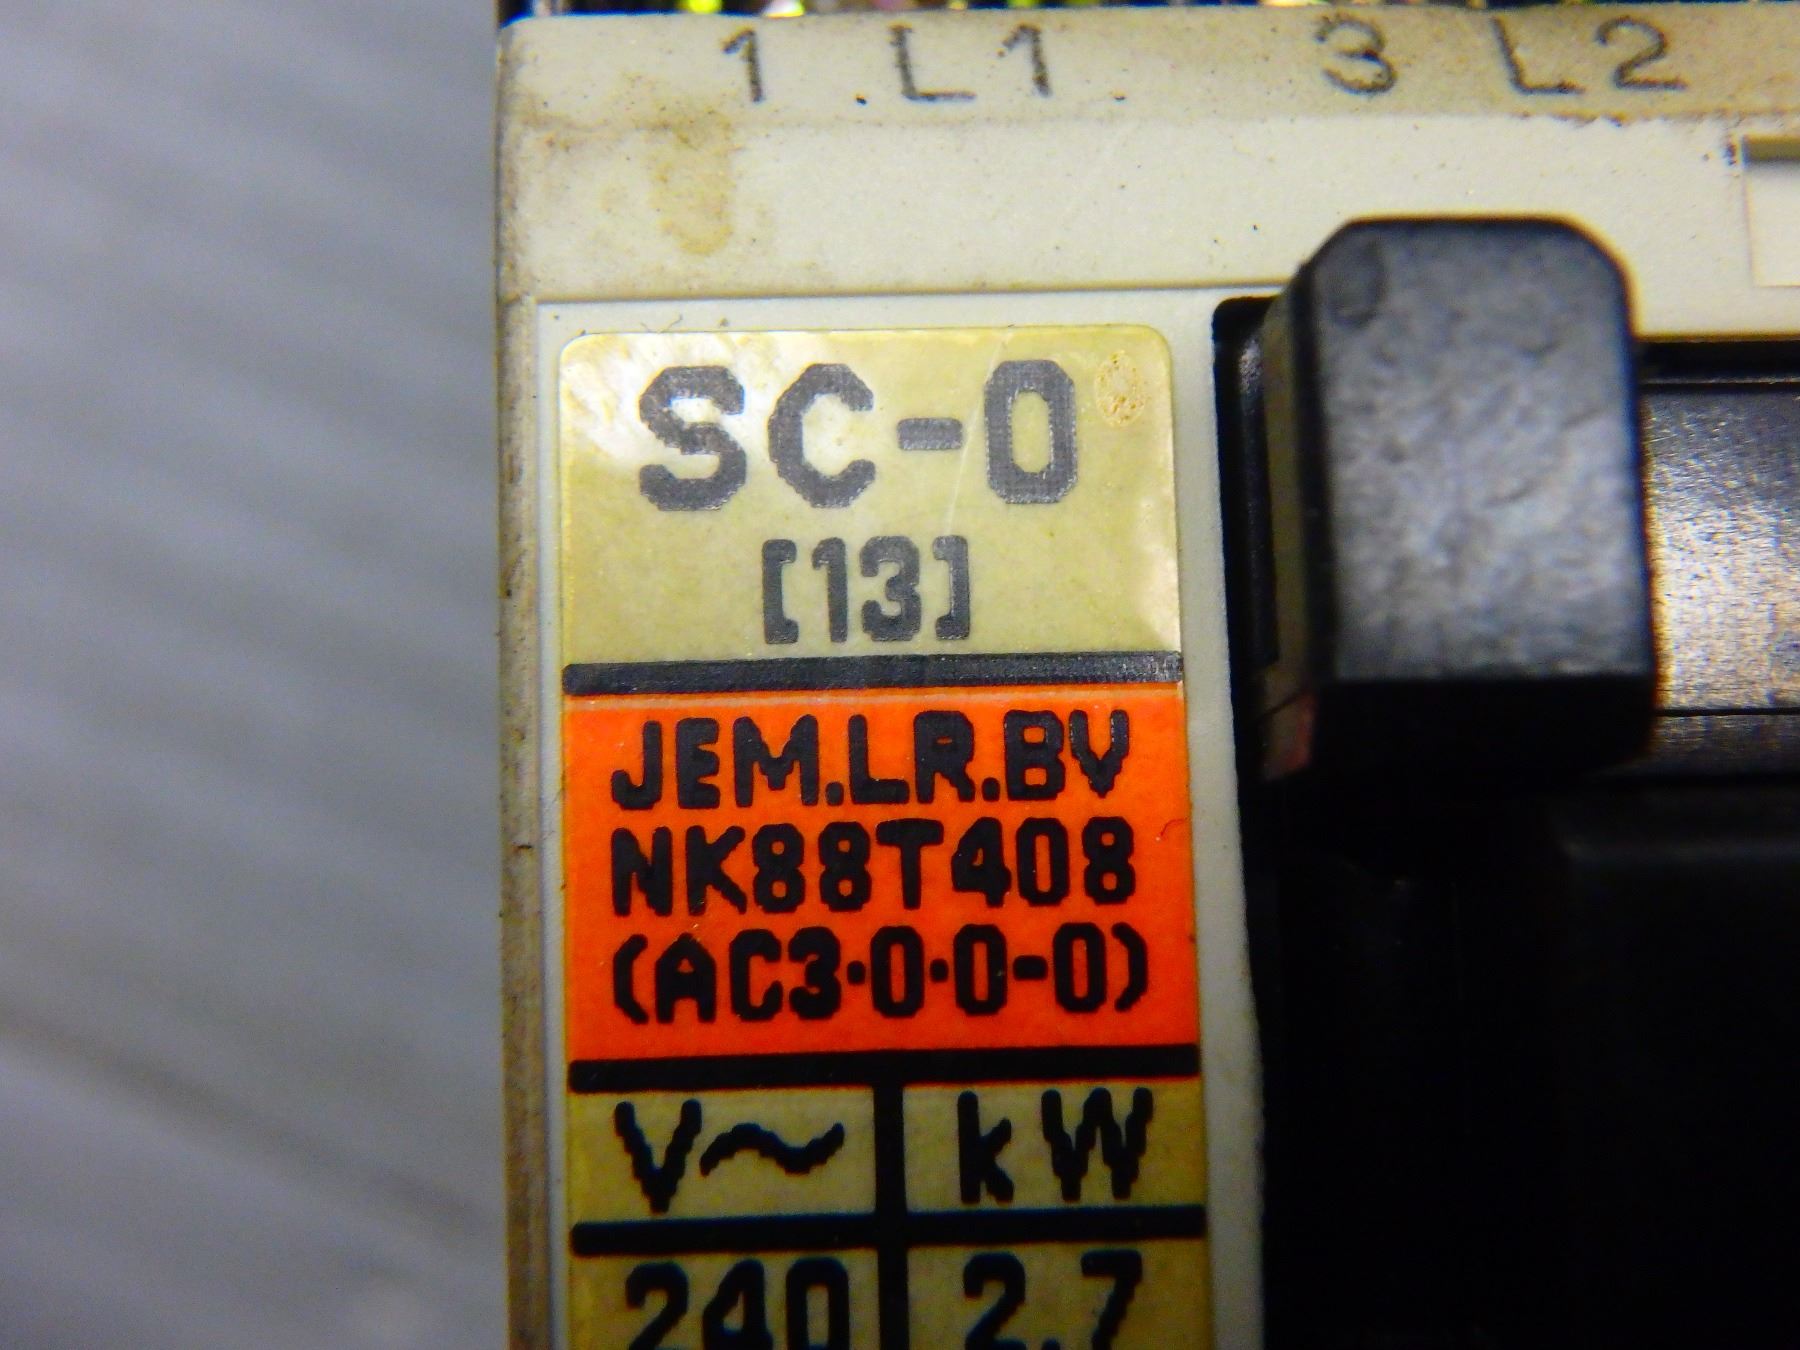 1 L1 3 L2
SC-0
[13]
JEM.LR.BV
NK88T408
(AC3·0·0-0)
V~ kW
240 2.7